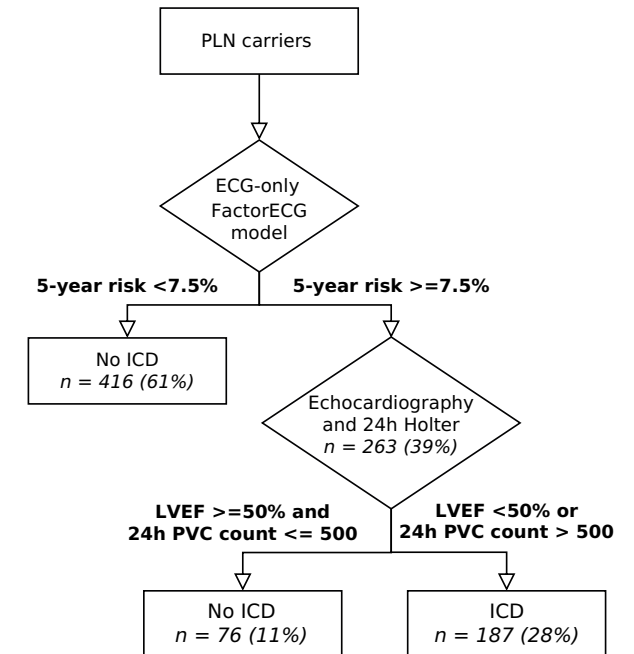 PLN carriers
ECG-only
FactorECG
model
5-year risk <7.5%
5-year risk >=7.5%
No ICD
n = 416 (61%)
Echocardiography
and 24h Holter
n = 263 (39%)
LVEF >=50% and
24h PVC count <= 500
LVEF <50% or
24h PVC count > 500
No ICD
n = 76 (11%)
ICD
n = 187 (28%)